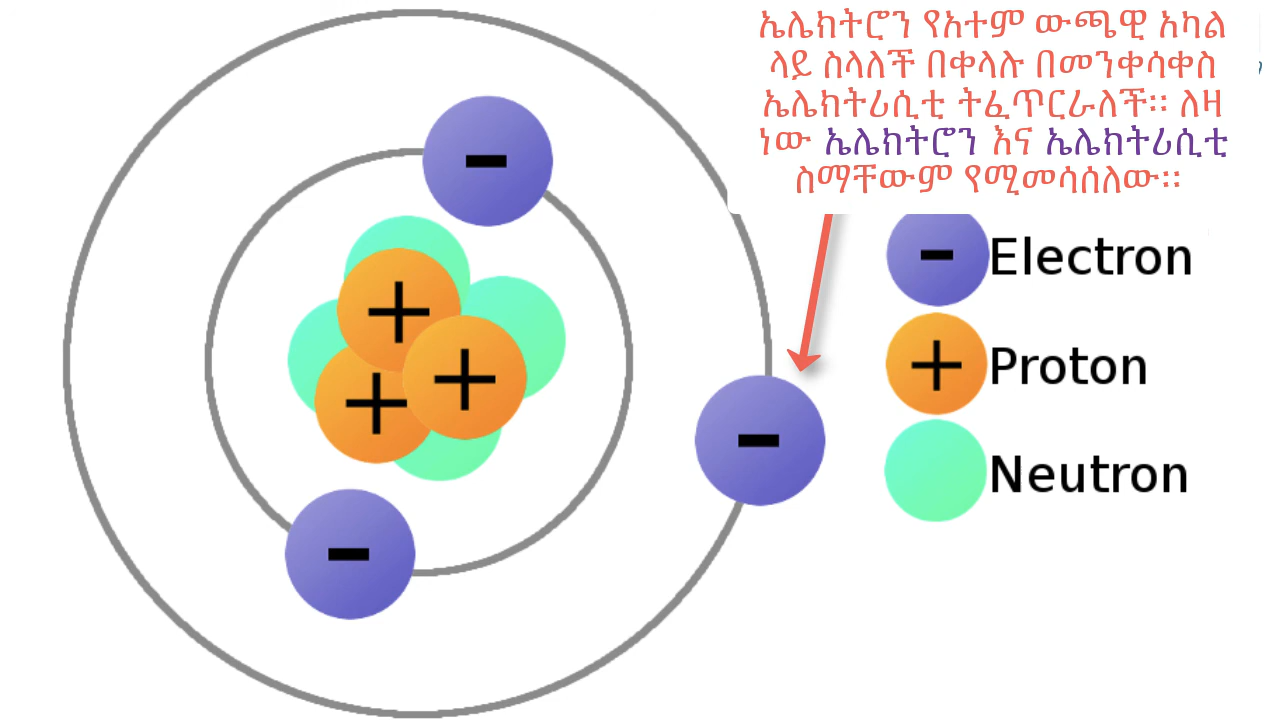 ኤሌክትሮን የአተም ውጫዊ አካል
ላይ ስላለች በቀላሉ በመንቀሳቀስ
ኤሌክትሪሲቲ ትፈጥርራለች፡፡ ለዛ
ነው ኤሌክትሮን እና ኤሌክትሪሲቲ
ስማቸውም የሚመሳሰለው፡፡
Electron
Proton
Neutron